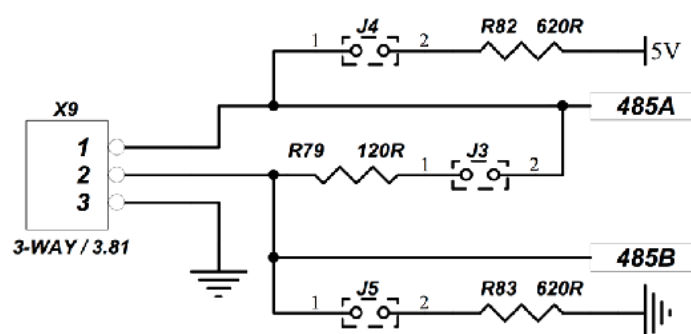 J4
1 2 R82 620R 5V
X9
485A
1
R79 120R 1 J3 2
2
3
3-WAY / 3.81
485B
J5
1 2 R83 620R